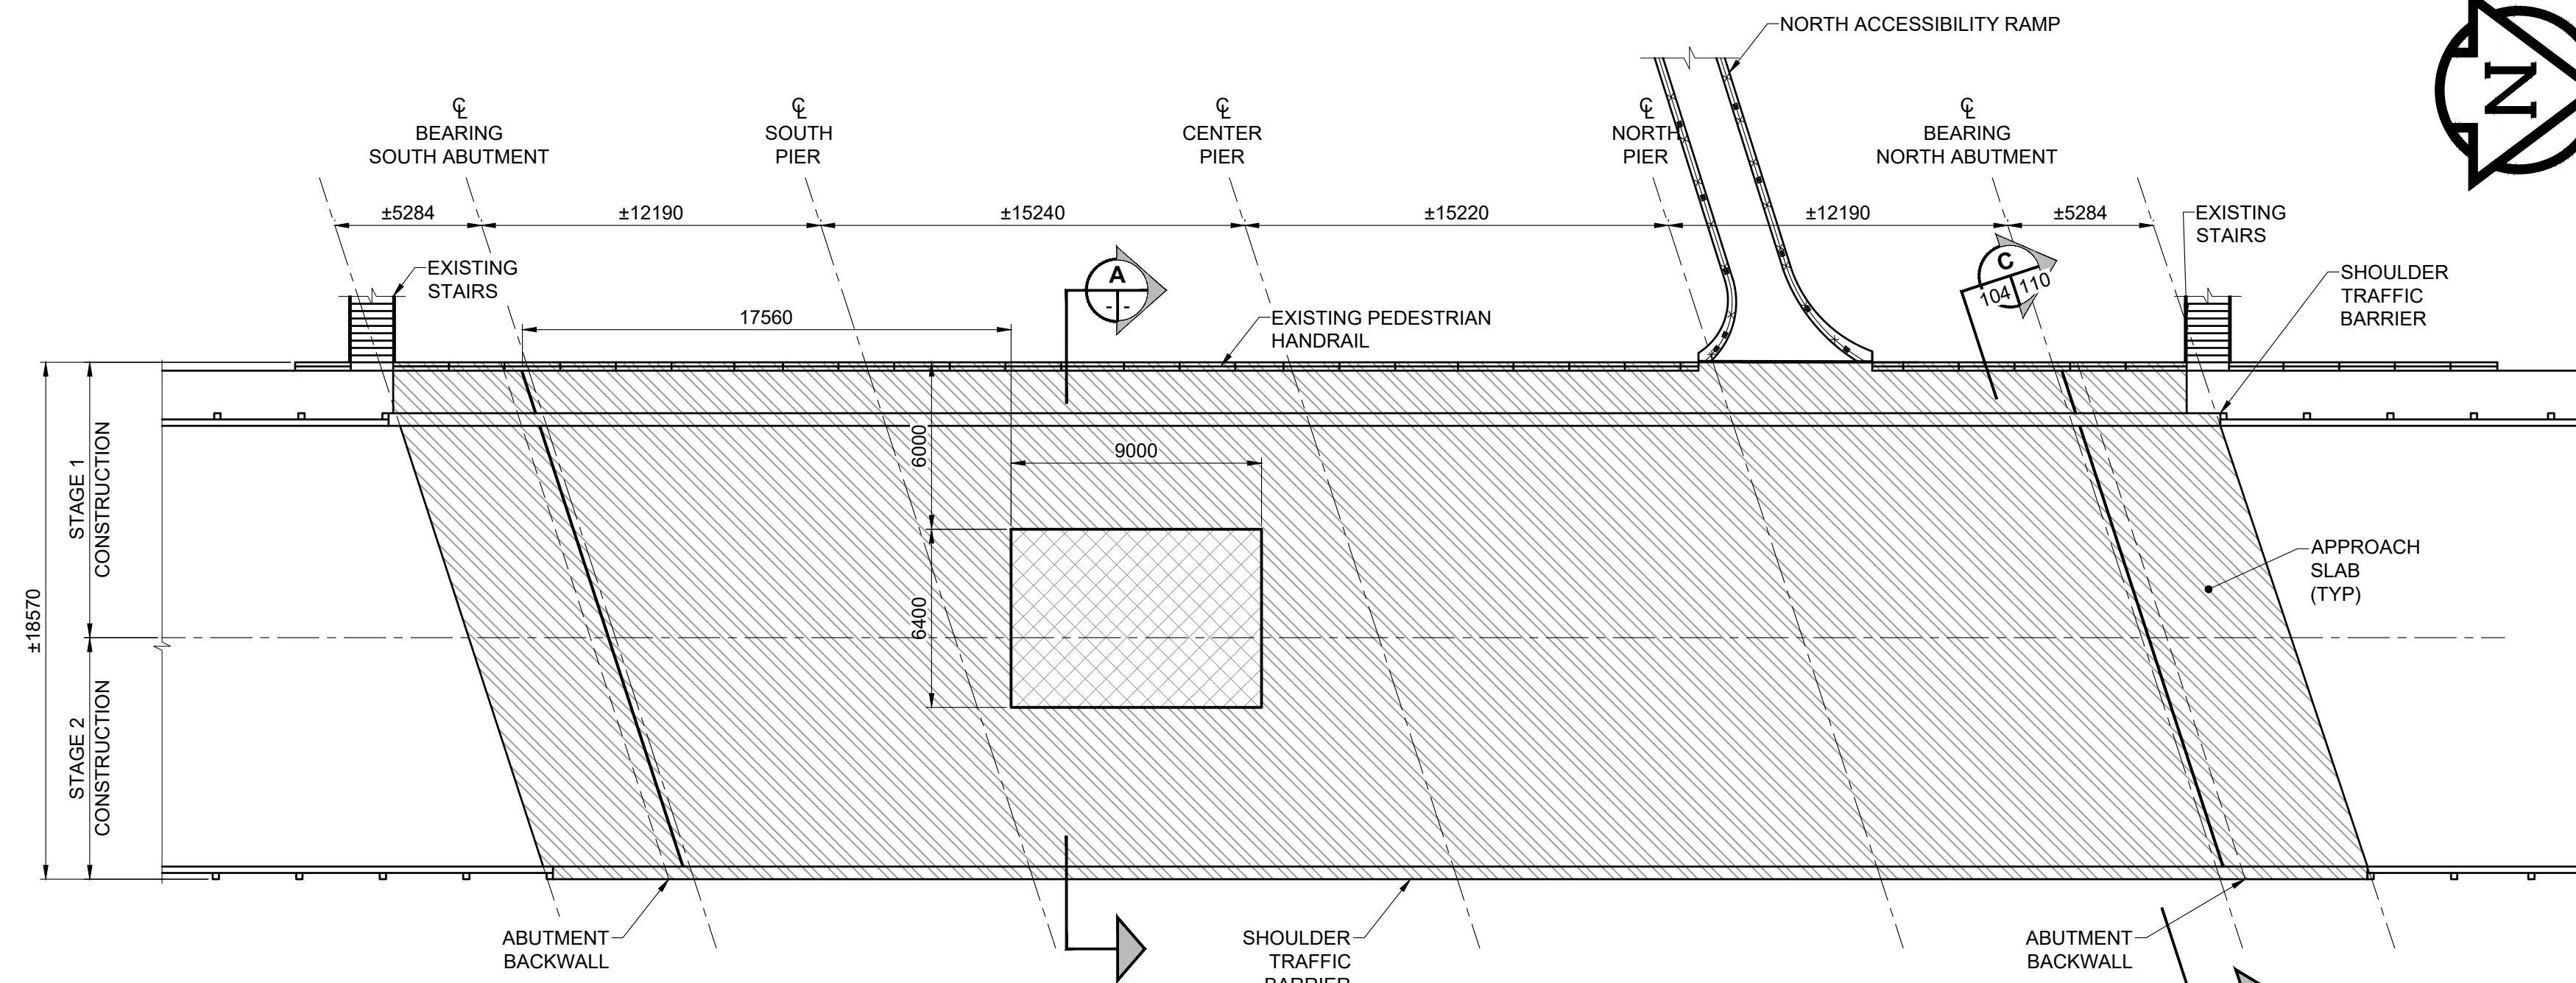 NORTH ACCESSIBILITY RAMP
N
℄
BEARING
SOUTH ABUTMENT
℄
SOUTH
PIER
℄
CENTER
PIER
℄
NORTH
PIER
℄
BEARING
NORTH ABUTMENT
±5284
±12190
±15240
±15220
±12190
±5284
EXISTING
STAIRS
EXISTING
STAIRS
A
- -
C
104 110
SHOULDER
TRAFFIC
BARRIER
17560
EXISTING PEDESTRIAN
HANDRAIL
6000
9000
6400
STAGE 1
CONSTRUCTION
±18570
STAGE 2
CONSTRUCTION
APPROACH
SLAB
(TYP)
ABUTMENT
BACKWALL
SHOULDER
TRAFFIC
BARRIER
ABUTMENT
BACKWALL